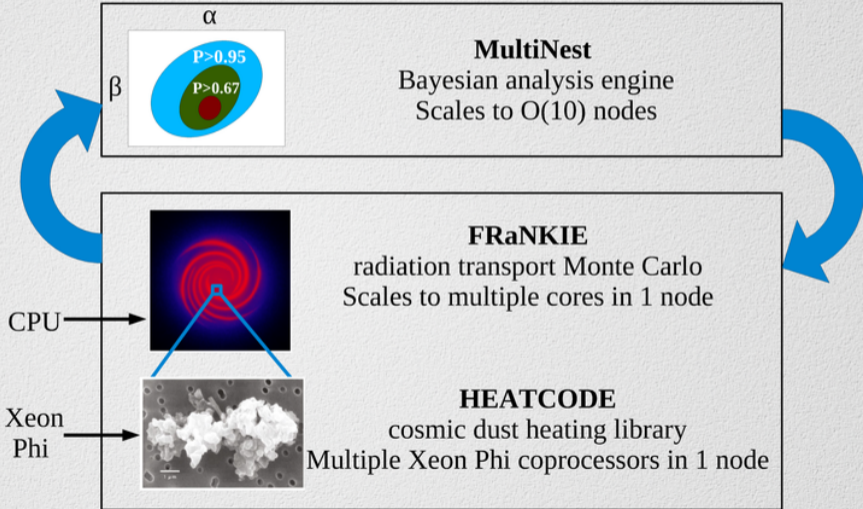 α
β
P>0.95
P>0.67
MultiNest
Bayesian analysis engine
Scales to O(10) nodes
FRaNKIE
radiation transport Monte Carlo
Scales to multiple cores in 1 node
CPU
HEATCODE
cosmic dust heating library
Multiple Xeon Phi coprocessors in 1 node
Xeon
Phi